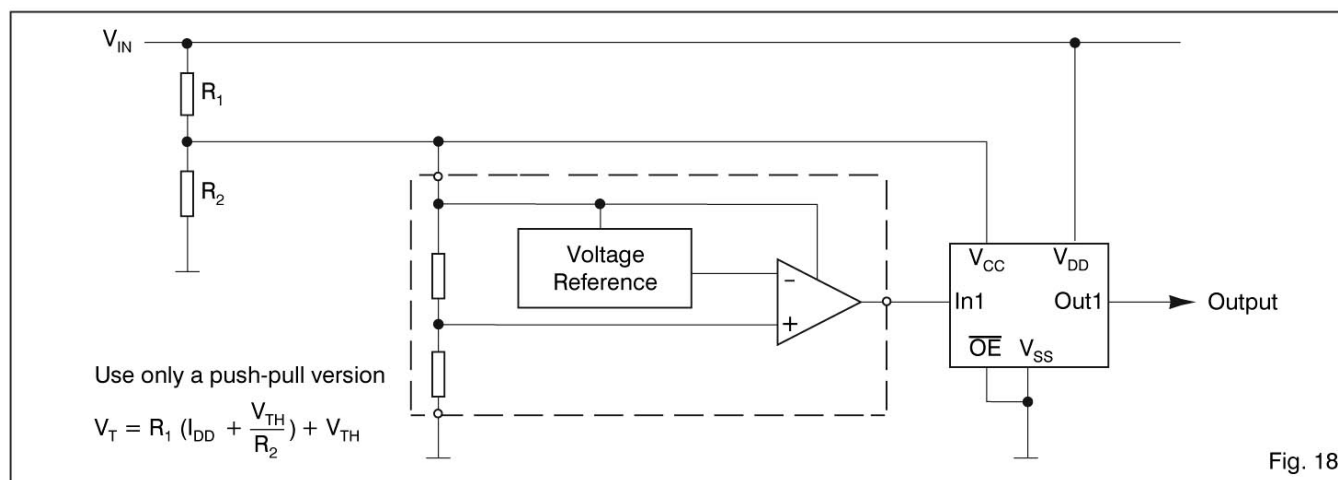 V_IN
R_1
R_2
Voltage
Reference
−
+
V_CC V_DD
In1 Out1
O̅E̅ V_SS
Output
Use only a push-pull version
V_T = R_1 (I_DD + V_TH/R_2) + V_TH
Fig. 18